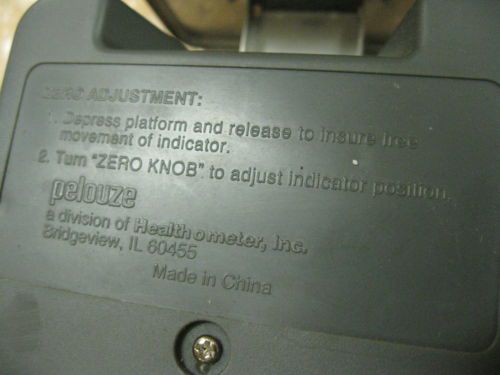 ZERO ADJUSTMENT:
1. Depress platform and release to insure free
movement of indicator.
2. Turn "ZERO KNOB" to adjust indicator position.
pelouze
a division of Health o meter, Inc.
Bridgeview, IL 60455
Made in China